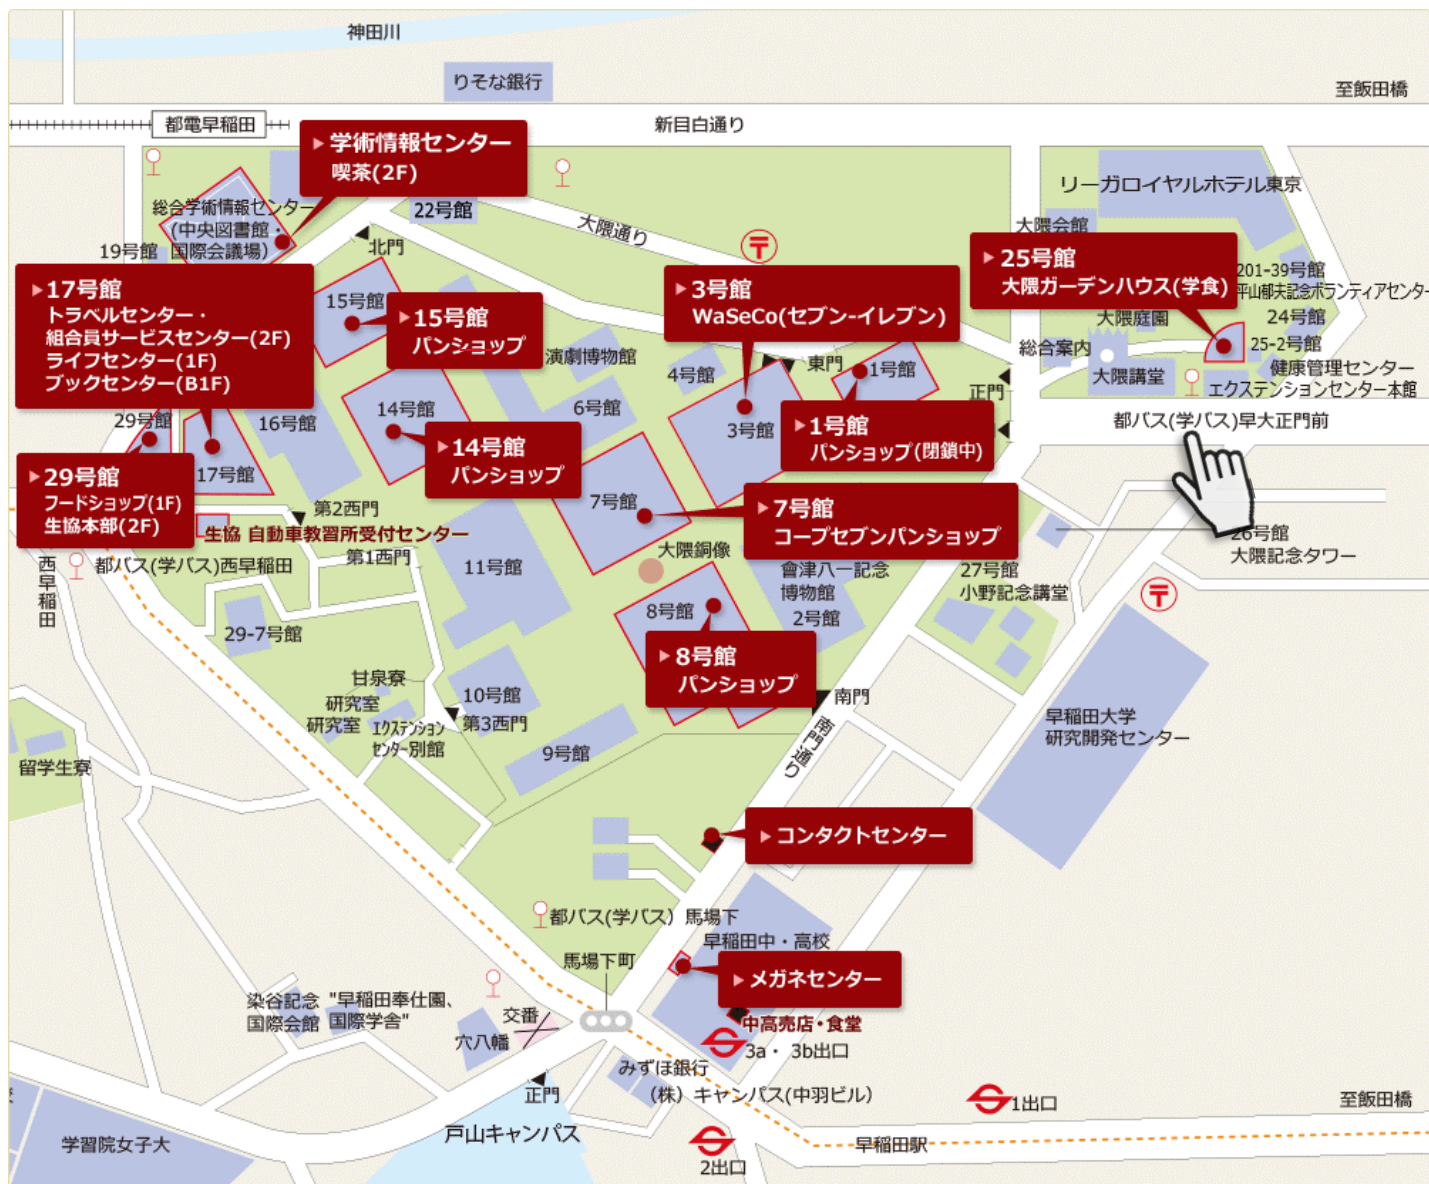 神田川
りそな銀行
至飯田橋
都電早稲田
新目白通り
学術情報センター
喫茶(2F)
総合学術情報センター
(中央図書館・
国際会議場)
22号館
大隈通り
リーガロイヤルホテル東京
大隈会館
19号館
北門
25号館
大隈ガーデンハウス(学食)
201-39号館
平山郁夫記念ボランティアセンター
17号館
トラベルセンター・
組合員サービスセンター(2F)
ライフセンター(1F)
ブックセンター(B1F)
15号館
15号館
パンショップ
3号館
WaSeCo(セブン-イレブン)
大隈庭園
24号館
25-2号館
総合案内
大隈講堂
健康管理センター
エクステンションセンター本館
演劇博物館
4号館
東門
1号館
正門
6号館
3号館
14号館
16号館
29号館
17号館
1号館
パンショップ(閉鎖中)
都バス(学バス)早大正門前
14号館
パンショップ
29号館
フードショップ(1F)
生協本部(2F)
7号館
7号館
コープセブンパンショップ
第2西門
生協 自動車教習所受付センター
第1西門
都バス(学バス)西早稲田
西早稲田
大隈銅像
11号館
會津八一記念
博物館
2号館
26号館
大隈記念タワー
27号館
小野記念講堂
29-7号館
8号館
8号館
パンショップ
甘泉寮
研究室
研究室
エクステンション
センター別館
10号館
第3西門
9号館
南門
南門通り
早稲田大学
研究開発センター
留学生寮
コンタクトセンター
都バス(学バス) 馬場下
早稲田中・高校
馬場下町
メガネセンター
染谷記念
国際会館
"早稲田奉仕園、
国際学舎"
交番
穴八幡
中高売店・食堂
3a・ 3b出口
みずほ銀行
(株) キャンパス(中羽ビル)
正門
1出口
至飯田橋
戸山キャンパス
学習院女子大
早稲田駅
2出口